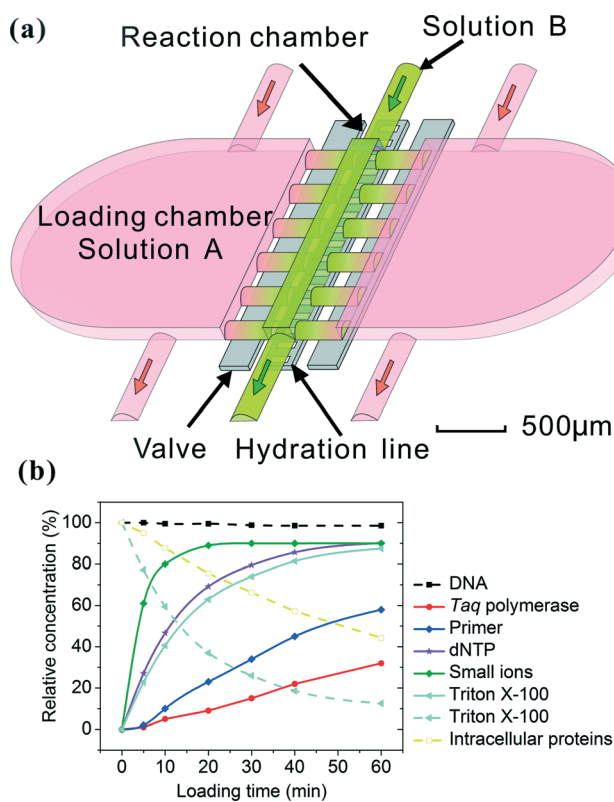 (a)
Reaction chamber
Solution B
Loading chamber
Solution A
Valve
Hydration line
500μm
(b)
Relative concentration (%)
100
80
60
40
20
0
0 10 20 30 40 50 60
Loading time (min)
DNA
Taq polymerase
Primer
dNTP
Small ions
Triton X-100
Triton X-100
Intracellular proteins